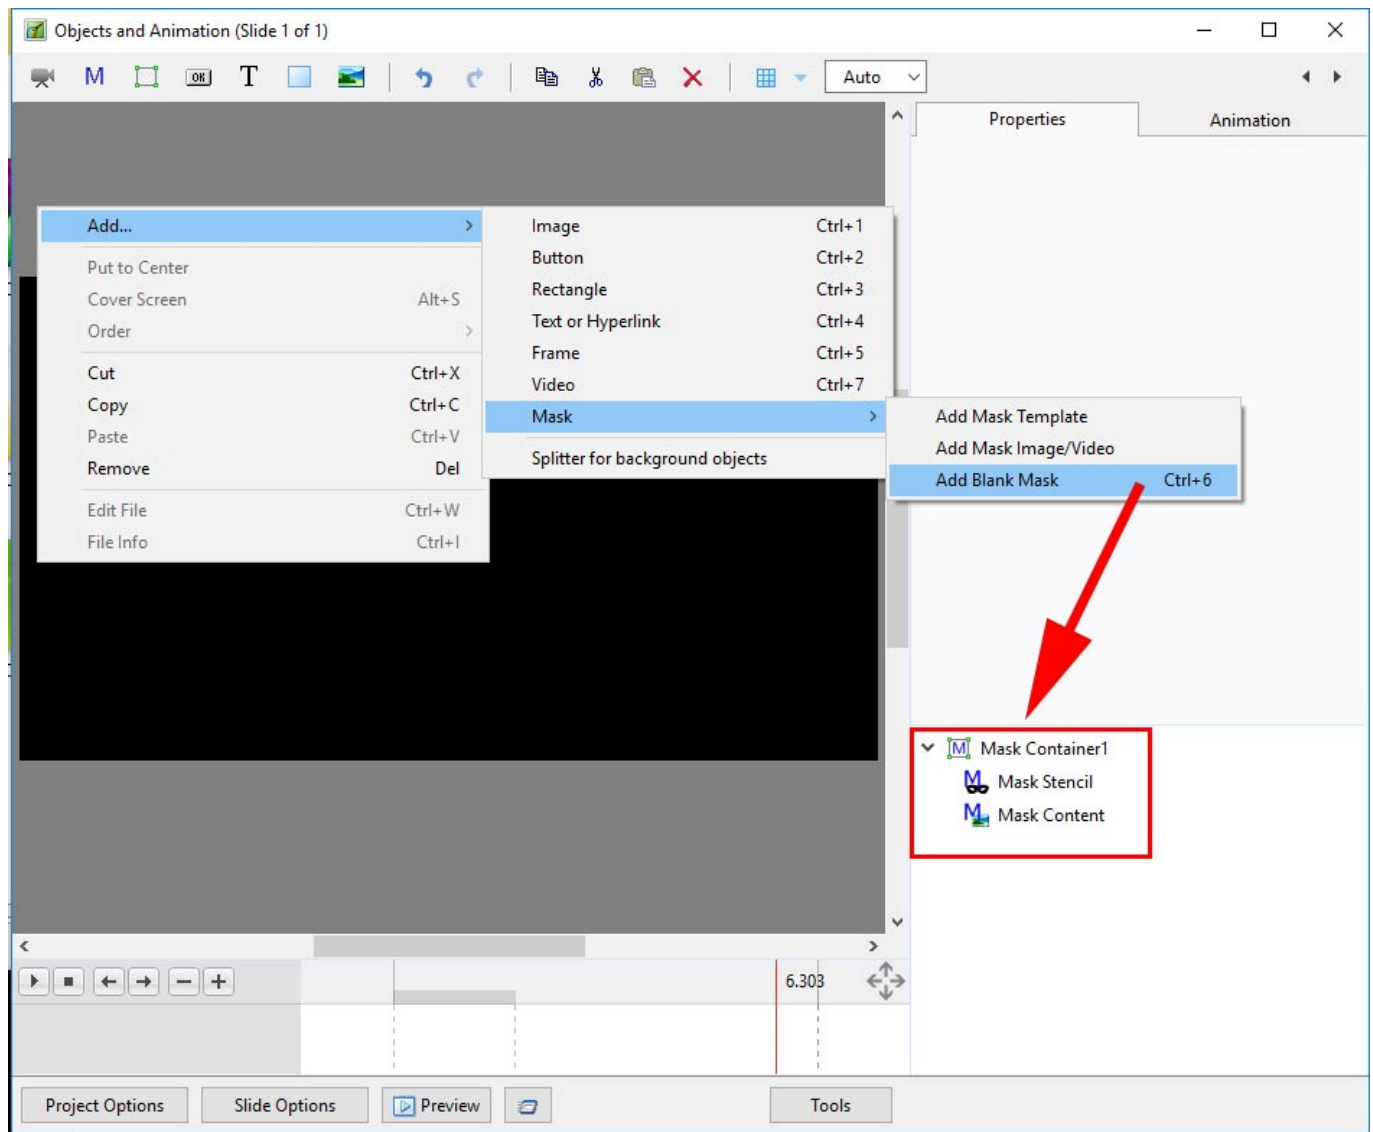 Objects and Animation (Slide 1 of 1)
M OK T Auto
Properties Animation
Add...
Put to Center
Cover Screen Alt+S
Order
Cut Ctrl+X
Copy Ctrl+C
Paste Ctrl+V
Remove Del
Edit File Ctrl+W
File Info Ctrl+I
Image Ctrl+1
Button Ctrl+2
Rectangle Ctrl+3
Text or Hyperlink Ctrl+4
Frame Ctrl+5
Video Ctrl+7
Mask
Splitter for background objects
Add Mask Template
Add Mask Image/Video
Add Blank Mask Ctrl+6
M Mask Container1
M Mask Stencil
M Mask Content
6.303
Project Options Slide Options Preview Tools